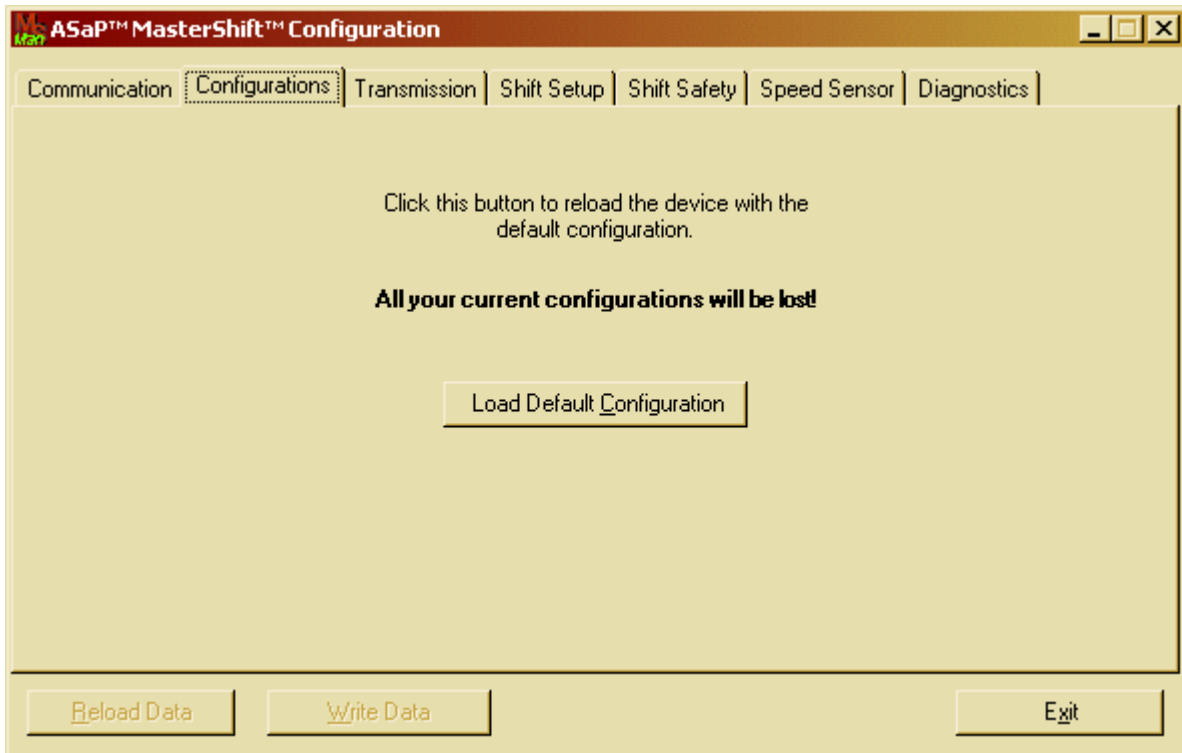 Ms
Man
ASaP™ MasterShift™ Configuration
Communication Configurations Transmission Shift Setup Shift Safety Speed Sensor Diagnostics
Click this button to reload the device with the
default configuration.
All your current configurations will be lost!
Load Default Configuration
Reload Data Write Data Exit